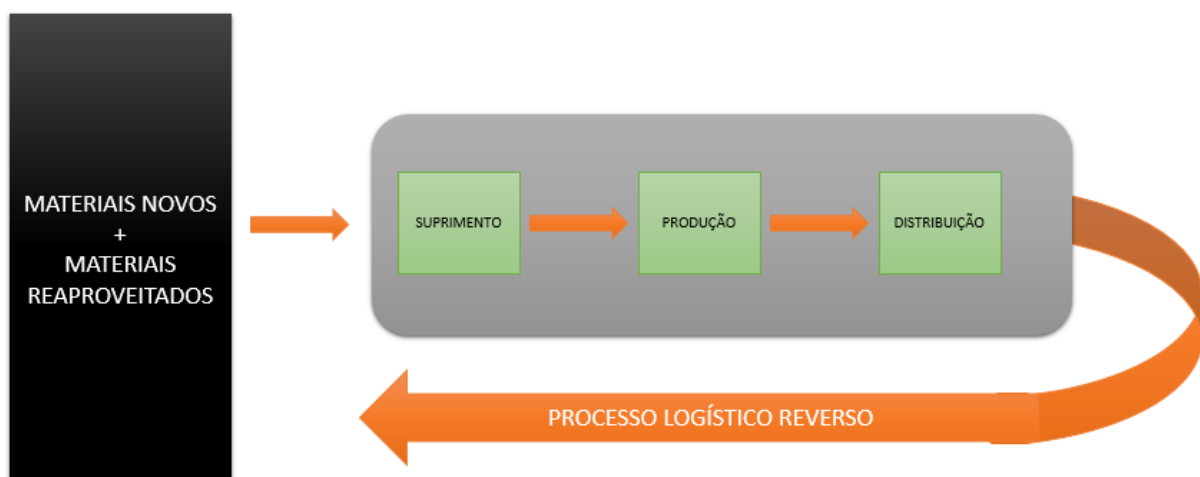 MATERIAIS NOVOS
+
MATERIAIS
REAPROVEITADOS
SUPRIMENTO
PRODUÇÃO
DISTRIBUIÇÃO
PROCESSO LOGÍSTICO REVERSO